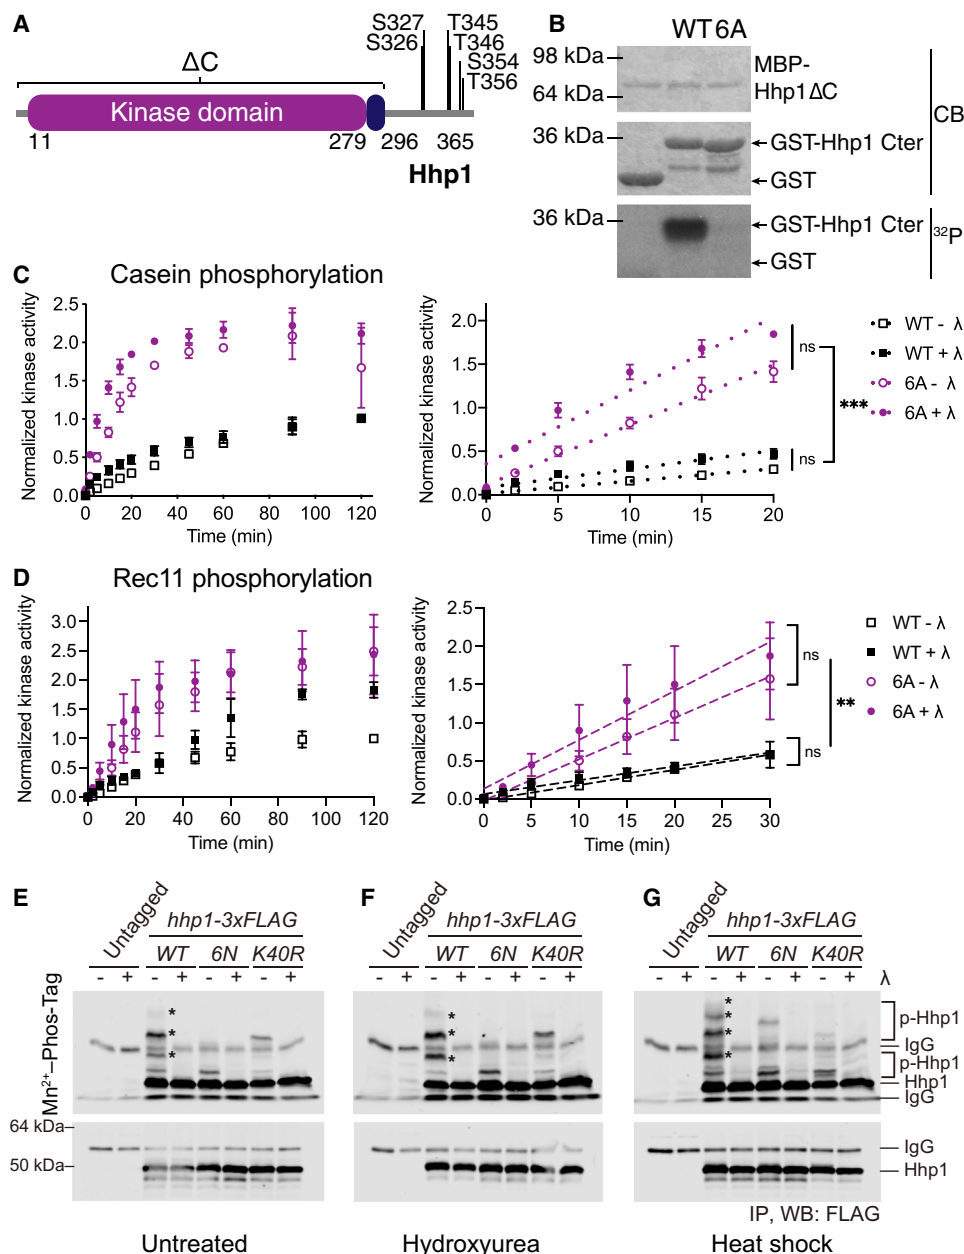 A
S327
T345
S326
T346
S354
T356
ΔC
Kinase domain
11
279
296
365
Hhp1
B
WT 6A
98 kDa
64 kDa
MBP-
Hhp1ΔC
36 kDa
GST-Hhp1 Cter
GST
CB
36 kDa
GST-Hhp1 Cter
GST
32P
C
Casein phosphorylation
Normalized kinase activity
2.5
2.0
1.5
1.0
0.5
0.0
0 20 40 60 80 100 120
Time (min)
Normalized kinase activity
2.0
1.5
1.0
0.5
0.0
0 5 10 15 20
Time (min)
ns
ns
***
WT - λ
WT + λ
6A - λ
6A + λ
D
Rec11 phosphorylation
Normalized kinase activity
3.0
2.5
2.0
1.5
1.0
0.5
0.0
0 20 40 60 80 100 120
Time (min)
Normalized kinase activity
2.5
2.0
1.5
1.0
0.5
0.0
0 5 10 15 20 25 30
Time (min)
ns
ns
**
WT - λ
WT + λ
6A - λ
6A + λ
E
Untagged
hhp1-3xFLAG
WT 6N K40R
- + - + - + - +
Mn2+–Phos-Tag
*
*
*
64 kDa
50 kDa
Untreated
F
Untagged
hhp1-3xFLAG
WT 6N K40R
- + - + - + - +
*
*
*
Hydroxyurea
G
Untagged
hhp1-3xFLAG
WT 6N K40R
- + - + - + - + λ
*
*
*
*
p-Hhp1
IgG
p-Hhp1
Hhp1
IgG
IgG
Hhp1
IP, WB: FLAG
Heat shock